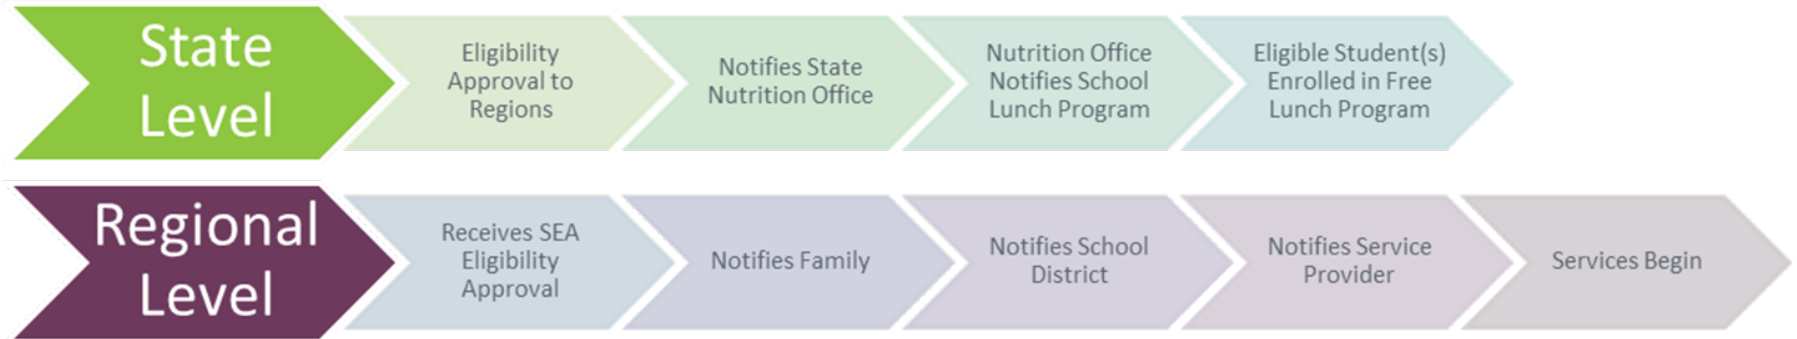 State
Level
Eligibility
Approval to
Regions
Notifies State
Nutrition Office
Nutrition Office
Notifies School
Lunch Program
Eligible Student(s)
Enrolled in Free
Lunch Program
Regional
Level
Receives SEA
Eligibility
Approval
Notifies Family
Notifies School
District
Notifies Service
Provider
Services Begin